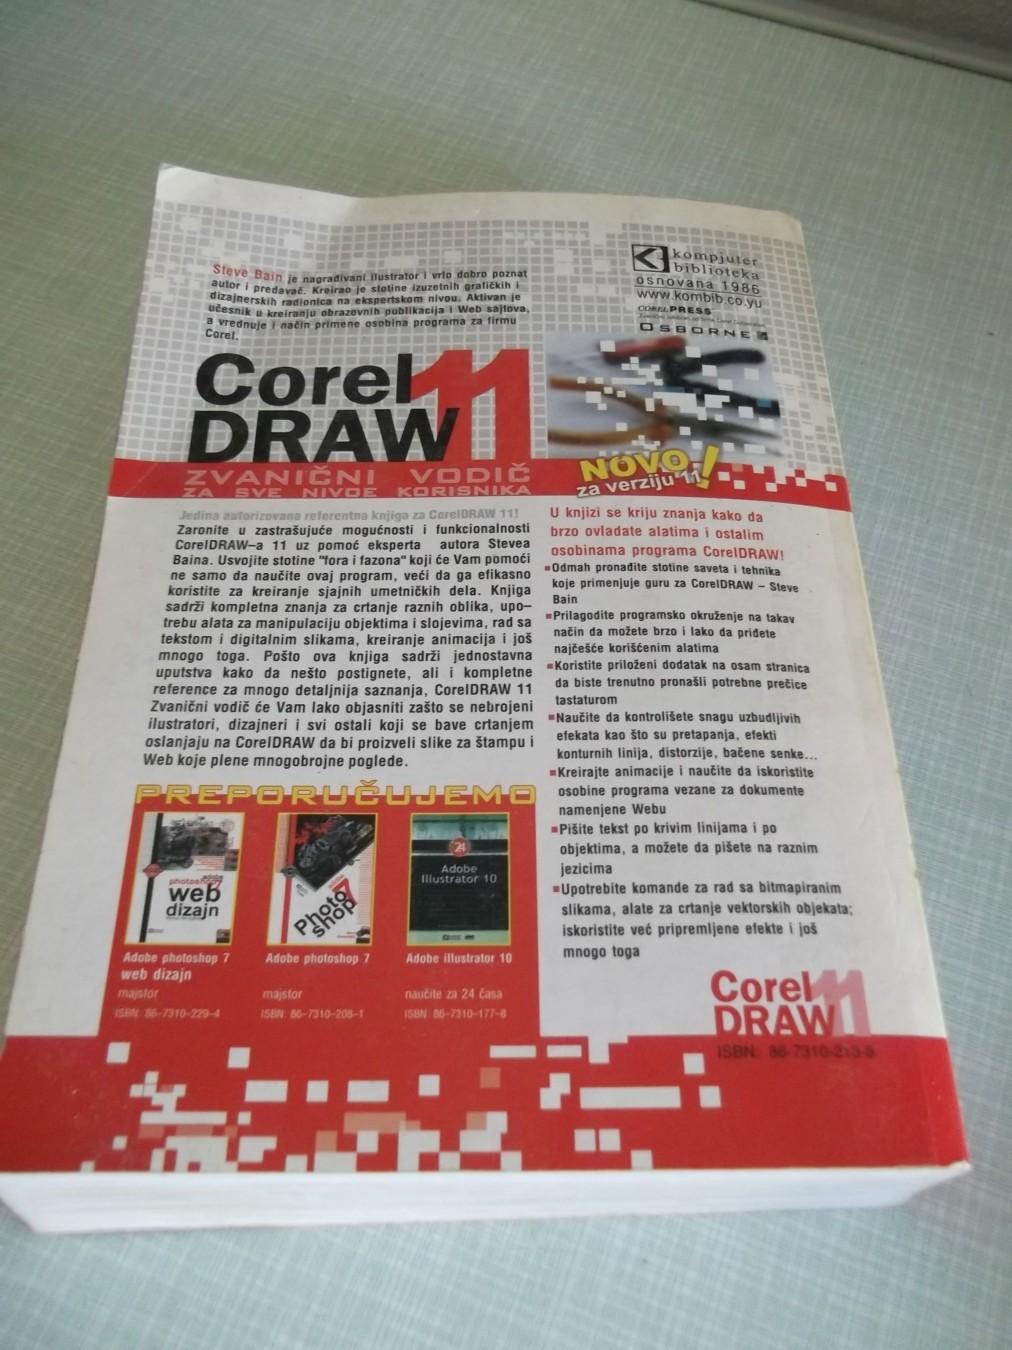 Steve Bain je nagrađivani ilustrator i vrlo dobro poznat
autor i predavač. Kreirao je stotine izuzetnih grafičkih i
dizajnerskih radionica na ekspertskom nivou. Aktivan je
učesnik u kreiranju obrazovnih publikacija i Web sajtova,
a vrednuje i način primene osobina programa za firmu
Corel.
kompjuter
biblioteka
osnovana 1986
www.kombib.co.yu
COREL PRESS
OSBORNE
Corel 11
DRAW
ZVANIČNI VODIČ
ZA SVE NIVOE KORISNIKA
NOVO!
za verziju 11
Jedina autorizovana referentna knjiga za CorelDRAW 11!
Zaronite u zastrašujuće mogućnosti i funkcionalnosti
CorelDRAW-a 11 uz pomoć eksperta autora Stevea
Baina. Usvojite stotine "fora i fazona" koji će Vam pomoći
ne samo da naučite ovaj program, veći da ga efikasno
koristite za kreiranje sjajnih umetničkih dela. Knjiga
sadrži kompletna znanja za crtanje raznih oblika, upo-
trebu alata za manipulaciju objektima i slojevima, rad sa
tekstom i digitalnim slikama, kreiranje animacija i još
mnogo toga. Pošto ova knjiga sadrži jednostavna
uputstva kako da nešto postignete, ali i kompletne
reference za mnogo detaljnija saznanja, CorelDRAW 11
Zvanični vodič će Vam lako objasniti zašto se nebrojeni
ilustratori, dizajneri i svi ostali koji se bave crtanjem
oslanjaju na CorelDRAW da bi proizveli slike za štampu i
Web koje plene mnogobrojne poglede.
U knjizi se kriju znanja kako da
brzo ovladate alatima i ostalim
osobinama programa CorelDRAW!
Odmah pronađite stotine saveta i tehnika
koje primenjuje guru za CorelDRAW – Steve
Bain
Prilagodite programsko okruženje na takav
način da možete brzo i lako da priđete
najčešće korišćenim alatima
Koristite priloženi dodatak na osam stranica
da biste trenutno pronašli potrebne prečice
tastaturom
Naučite da kontrolišete snagu uzbudljivih
efekata kao što su pretapanja, efekti
konturnih linija, distorzije, bačene senke...
Kreirajte animacije i naučite da iskoristite
osobine programa vezane za dokumente
namenjene Webu
Pišite tekst po krivim linijama i po
objektima, a možete da pišete na raznim
jezicima
Upotrebite komande za rad sa bitmapiranim
slikama, alate za crtanje vektorskih objekata;
iskoristite već pripremljene efekte i još
mnogo toga
PREPORUČUJEMO
photoshop 7
web
dizajn
adobe
Photo
shop 7
24
Adobe
Illustrator 10
Adobe photoshop 7
web dizajn
majstor
ISBN: 86-7310-229-4
Adobe photoshop 7
majstor
ISBN: 86-7310-208-1
Adobe illustrator 10
naučite za 24 časa
ISBN: 86-7310-177-8
Corel 11
DRAW
ISBN: 86-7310-213-8